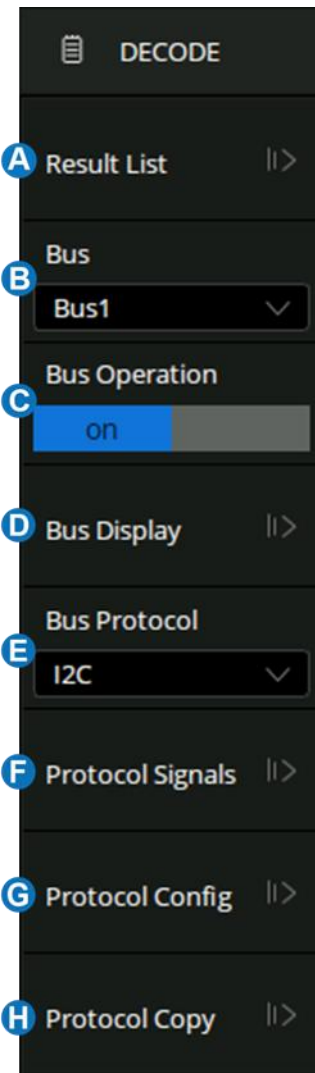 DECODE
A Result List
Bus
B
Bus1
Bus Operation
C
on
D Bus Display
Bus Protocol
E
I2C
F Protocol Signals
G Protocol Config
H Protocol Copy